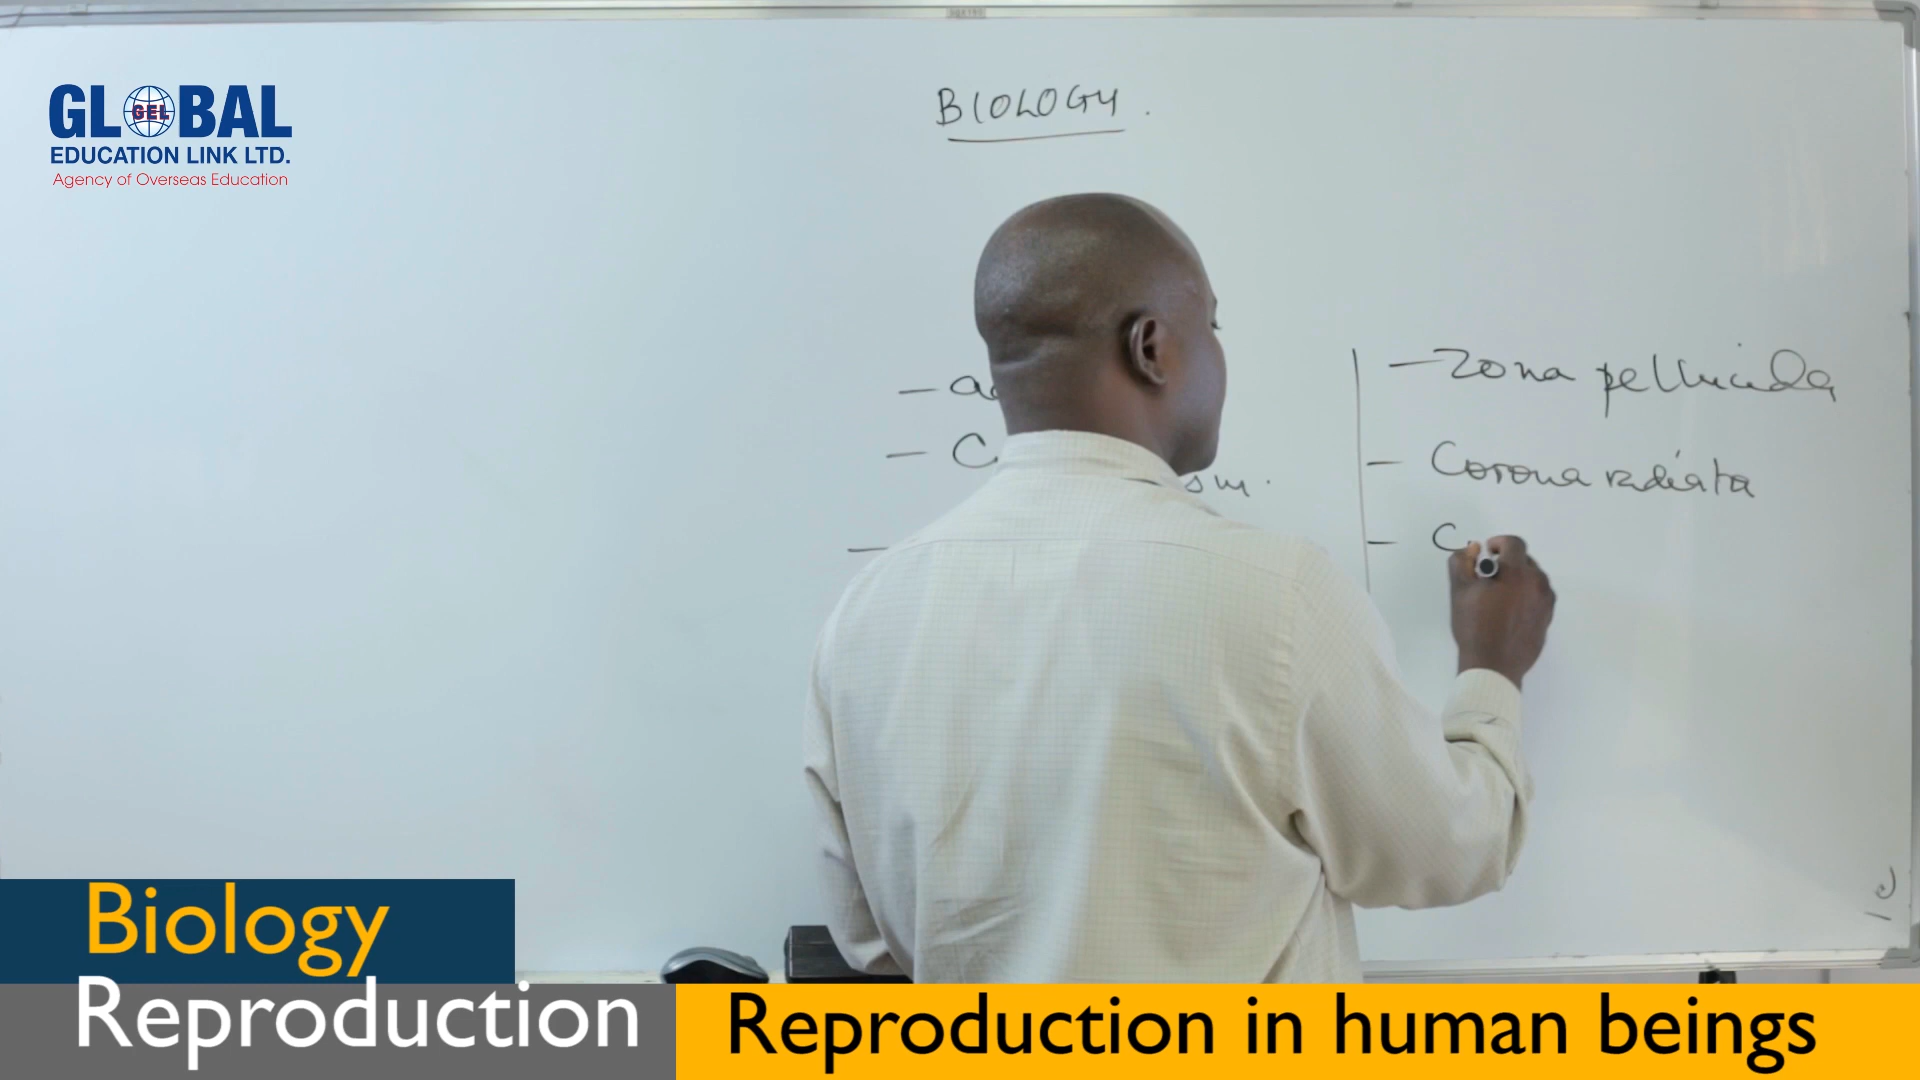 GLOBAL
GEL
EDUCATION LINK LTD.
Agency of Overseas Education
BIOLOGY.
— Zona pellucida
— Corona radiata
— C
Biology
Reproduction
Reproduction in human beings